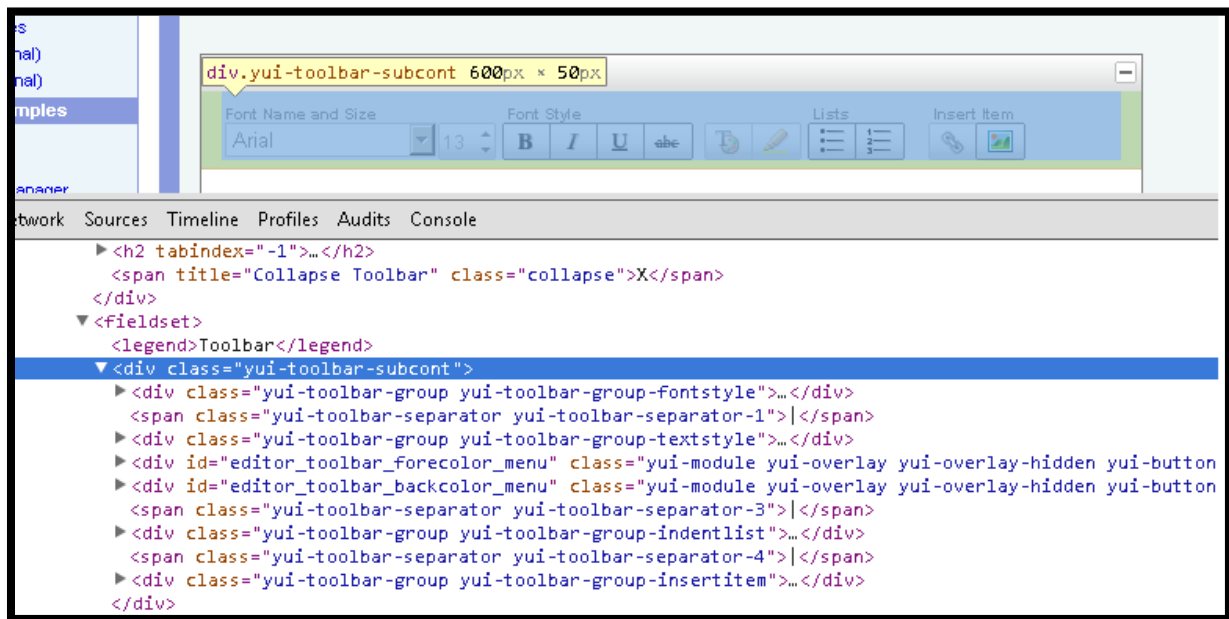 es
nal)
nal)
mples
anager
div.yui-toolbar-subcont 600px × 50px
Font Name and Size Font Style Lists Insert Item
Arial 13 B I U abc
twork Sources Timeline Profiles Audits Console
▶<h2 tabindex="-1">…</h2>
<span title="Collapse Toolbar" class="collapse">X</span>
</div>
▼<fieldset>
<legend>Toolbar</legend>
▼<div class="yui-toolbar-subcont">
▶<div class="yui-toolbar-group yui-toolbar-group-fontstyle">…</div>
<span class="yui-toolbar-separator yui-toolbar-separator-1">|</span>
▶<div class="yui-toolbar-group yui-toolbar-group-textstyle">…</div>
▶<div id="editor_toolbar_forecolor_menu" class="yui-module yui-overlay yui-overlay-hidden yui-button
▶<div id="editor_toolbar_backcolor_menu" class="yui-module yui-overlay yui-overlay-hidden yui-button
<span class="yui-toolbar-separator yui-toolbar-separator-3">|</span>
▶<div class="yui-toolbar-group yui-toolbar-group-indentlist">…</div>
<span class="yui-toolbar-separator yui-toolbar-separator-4">|</span>
▶<div class="yui-toolbar-group yui-toolbar-group-insertitem">…</div>
</div>